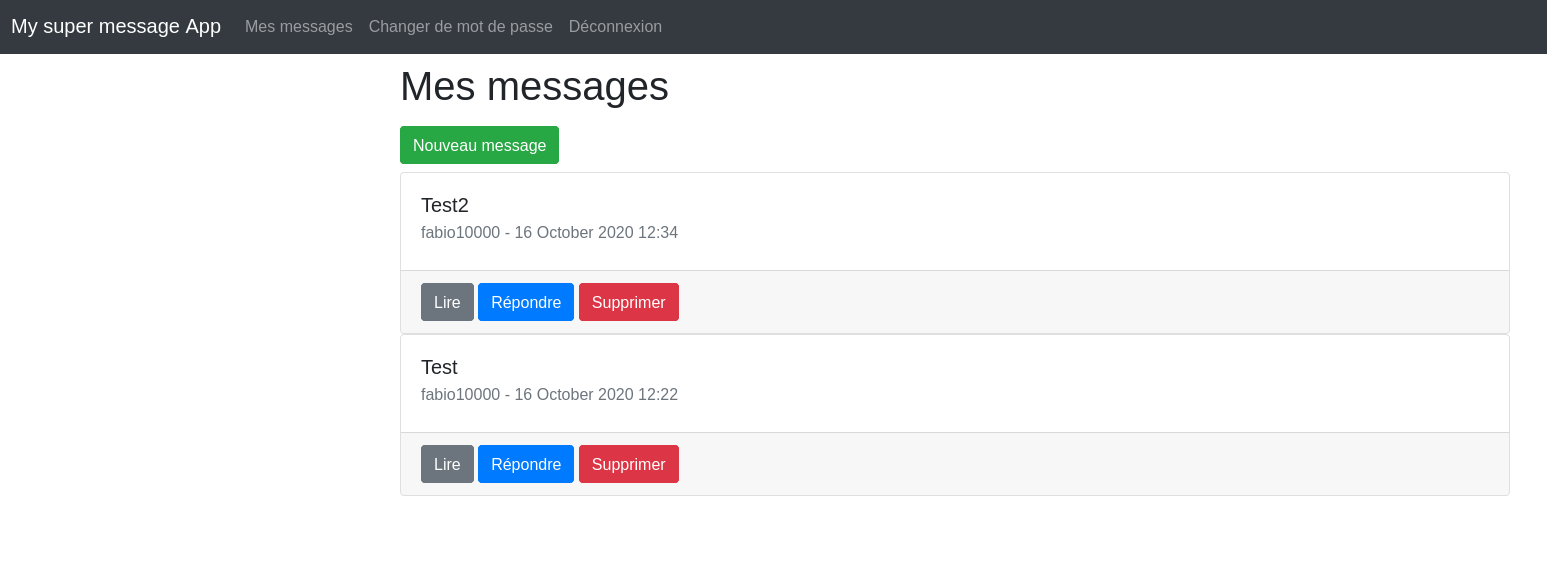 My super message App Mes messages Changer de mot de passe Déconnexion
Mes messages
Nouveau message
Test2
fabio10000 - 16 October 2020 12:34
Lire Répondre Supprimer
Test
fabio10000 - 16 October 2020 12:22
Lire Répondre Supprimer